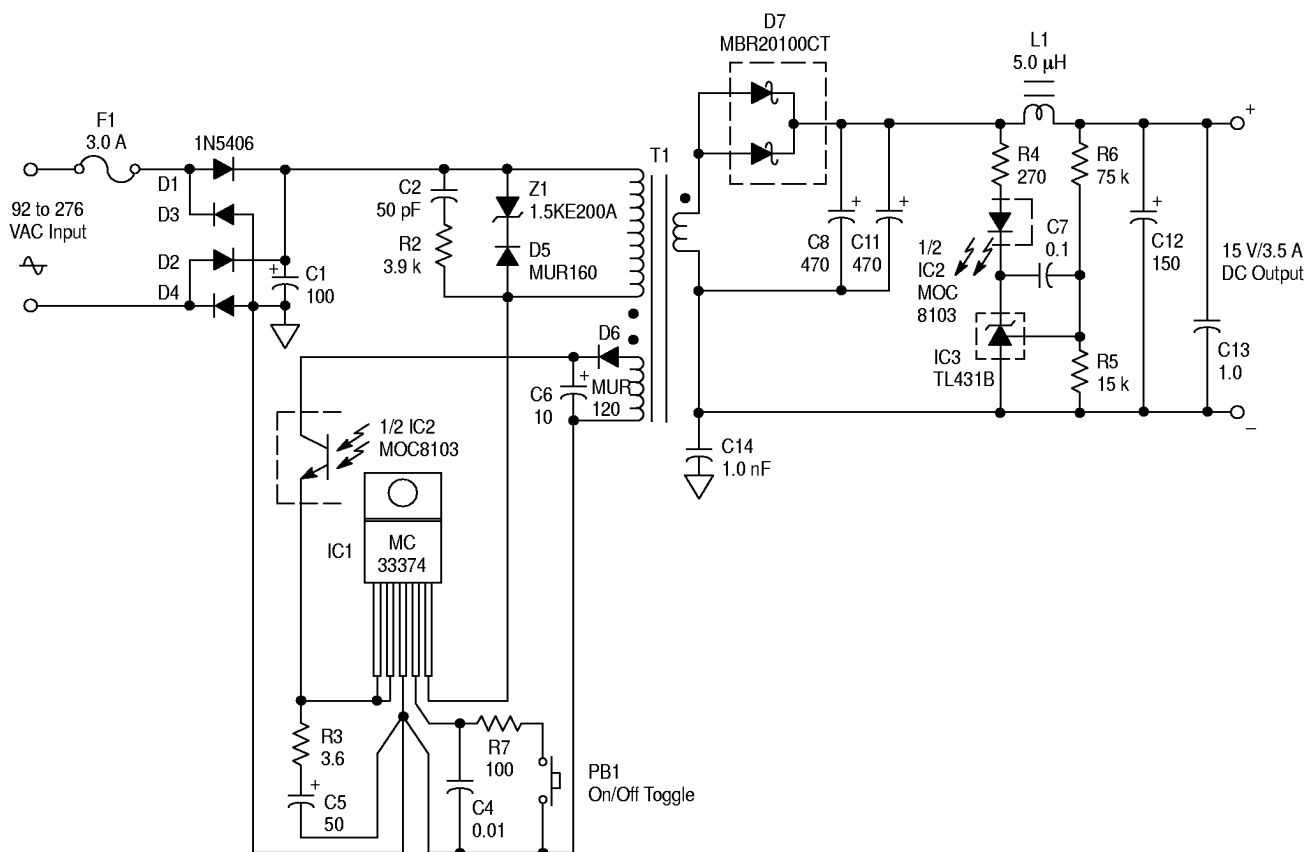 D7
MBR20100CT
L1
5.0 µH
F1
3.0 A
1N5406
+
T1
D1
C2
50 pF
Z1
1.5KE200A
R4
270
R6
75 k
92 to 276
VAC Input
D3
R2
3.9 k
D5
MUR160
+
+
C7
0.1
+
D2
+
C1
100
C8
470
C11
470
1/2
IC2
MOC
8103
C12
150
15 V/3.5 A
DC Output
D4
D6
IC3
TL431B
R5
15 k
C13
1.0
C6
10
+
MUR
120
–
1/2 IC2
MOC8103
C14
1.0 nF
IC1
MC
33374
R3
3.6
R7
100
PB1
On/Off Toggle
+
C5
50
C4
0.01